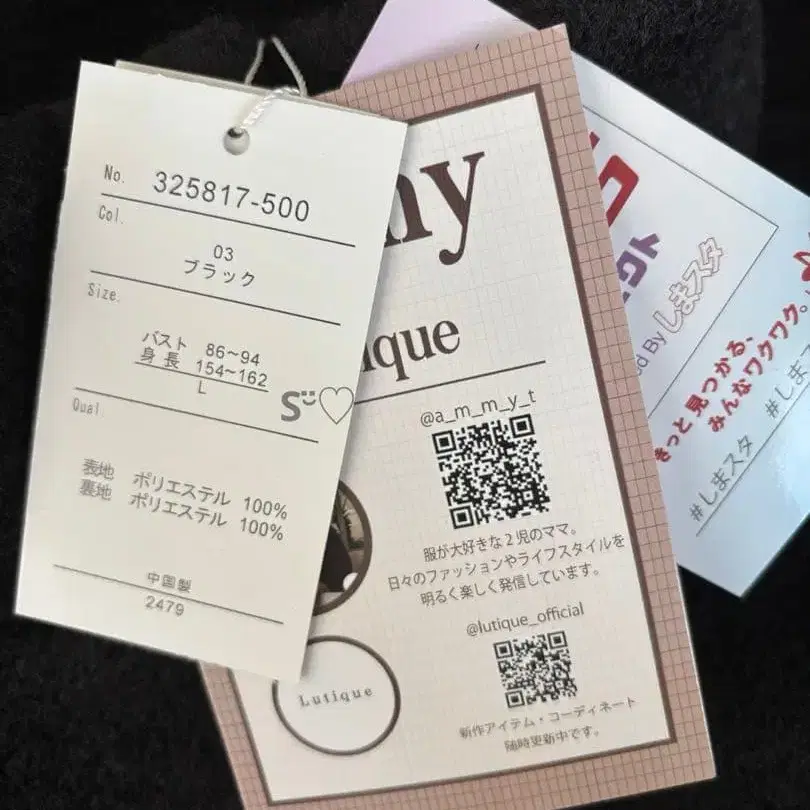 No. 325817-500
Col.
03
ブラック
Size.
バスト 86~94
身長 154~162
L
S
Qual
表地 ポリエステル 100%
裏地 ポリエステル 100%
中国製
2479
my
ique
@a_m_m_y_t
服が大好きな2児のママ。
日々のファッションやライフスタイルを
明るく楽しく発信しています。
@lutique_official
Lutique
新作アイテム・コーディネート
随時更新中です。
クト
d By しまスタ
きっと見つかる、
みんなワクワク。
#しまスタ #し